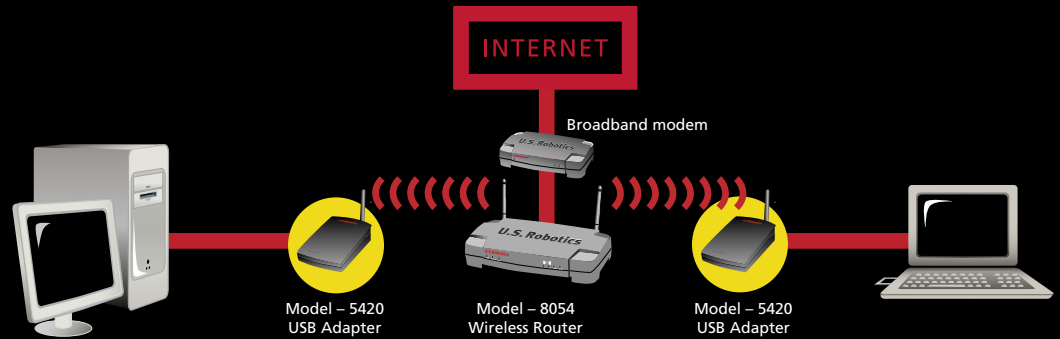 INTERNET
Broadband modem
U.S. Robotics
U.S. Robotics
Model – 5420
USB Adapter
Model – 8054
Wireless Router
Model – 5420
USB Adapter